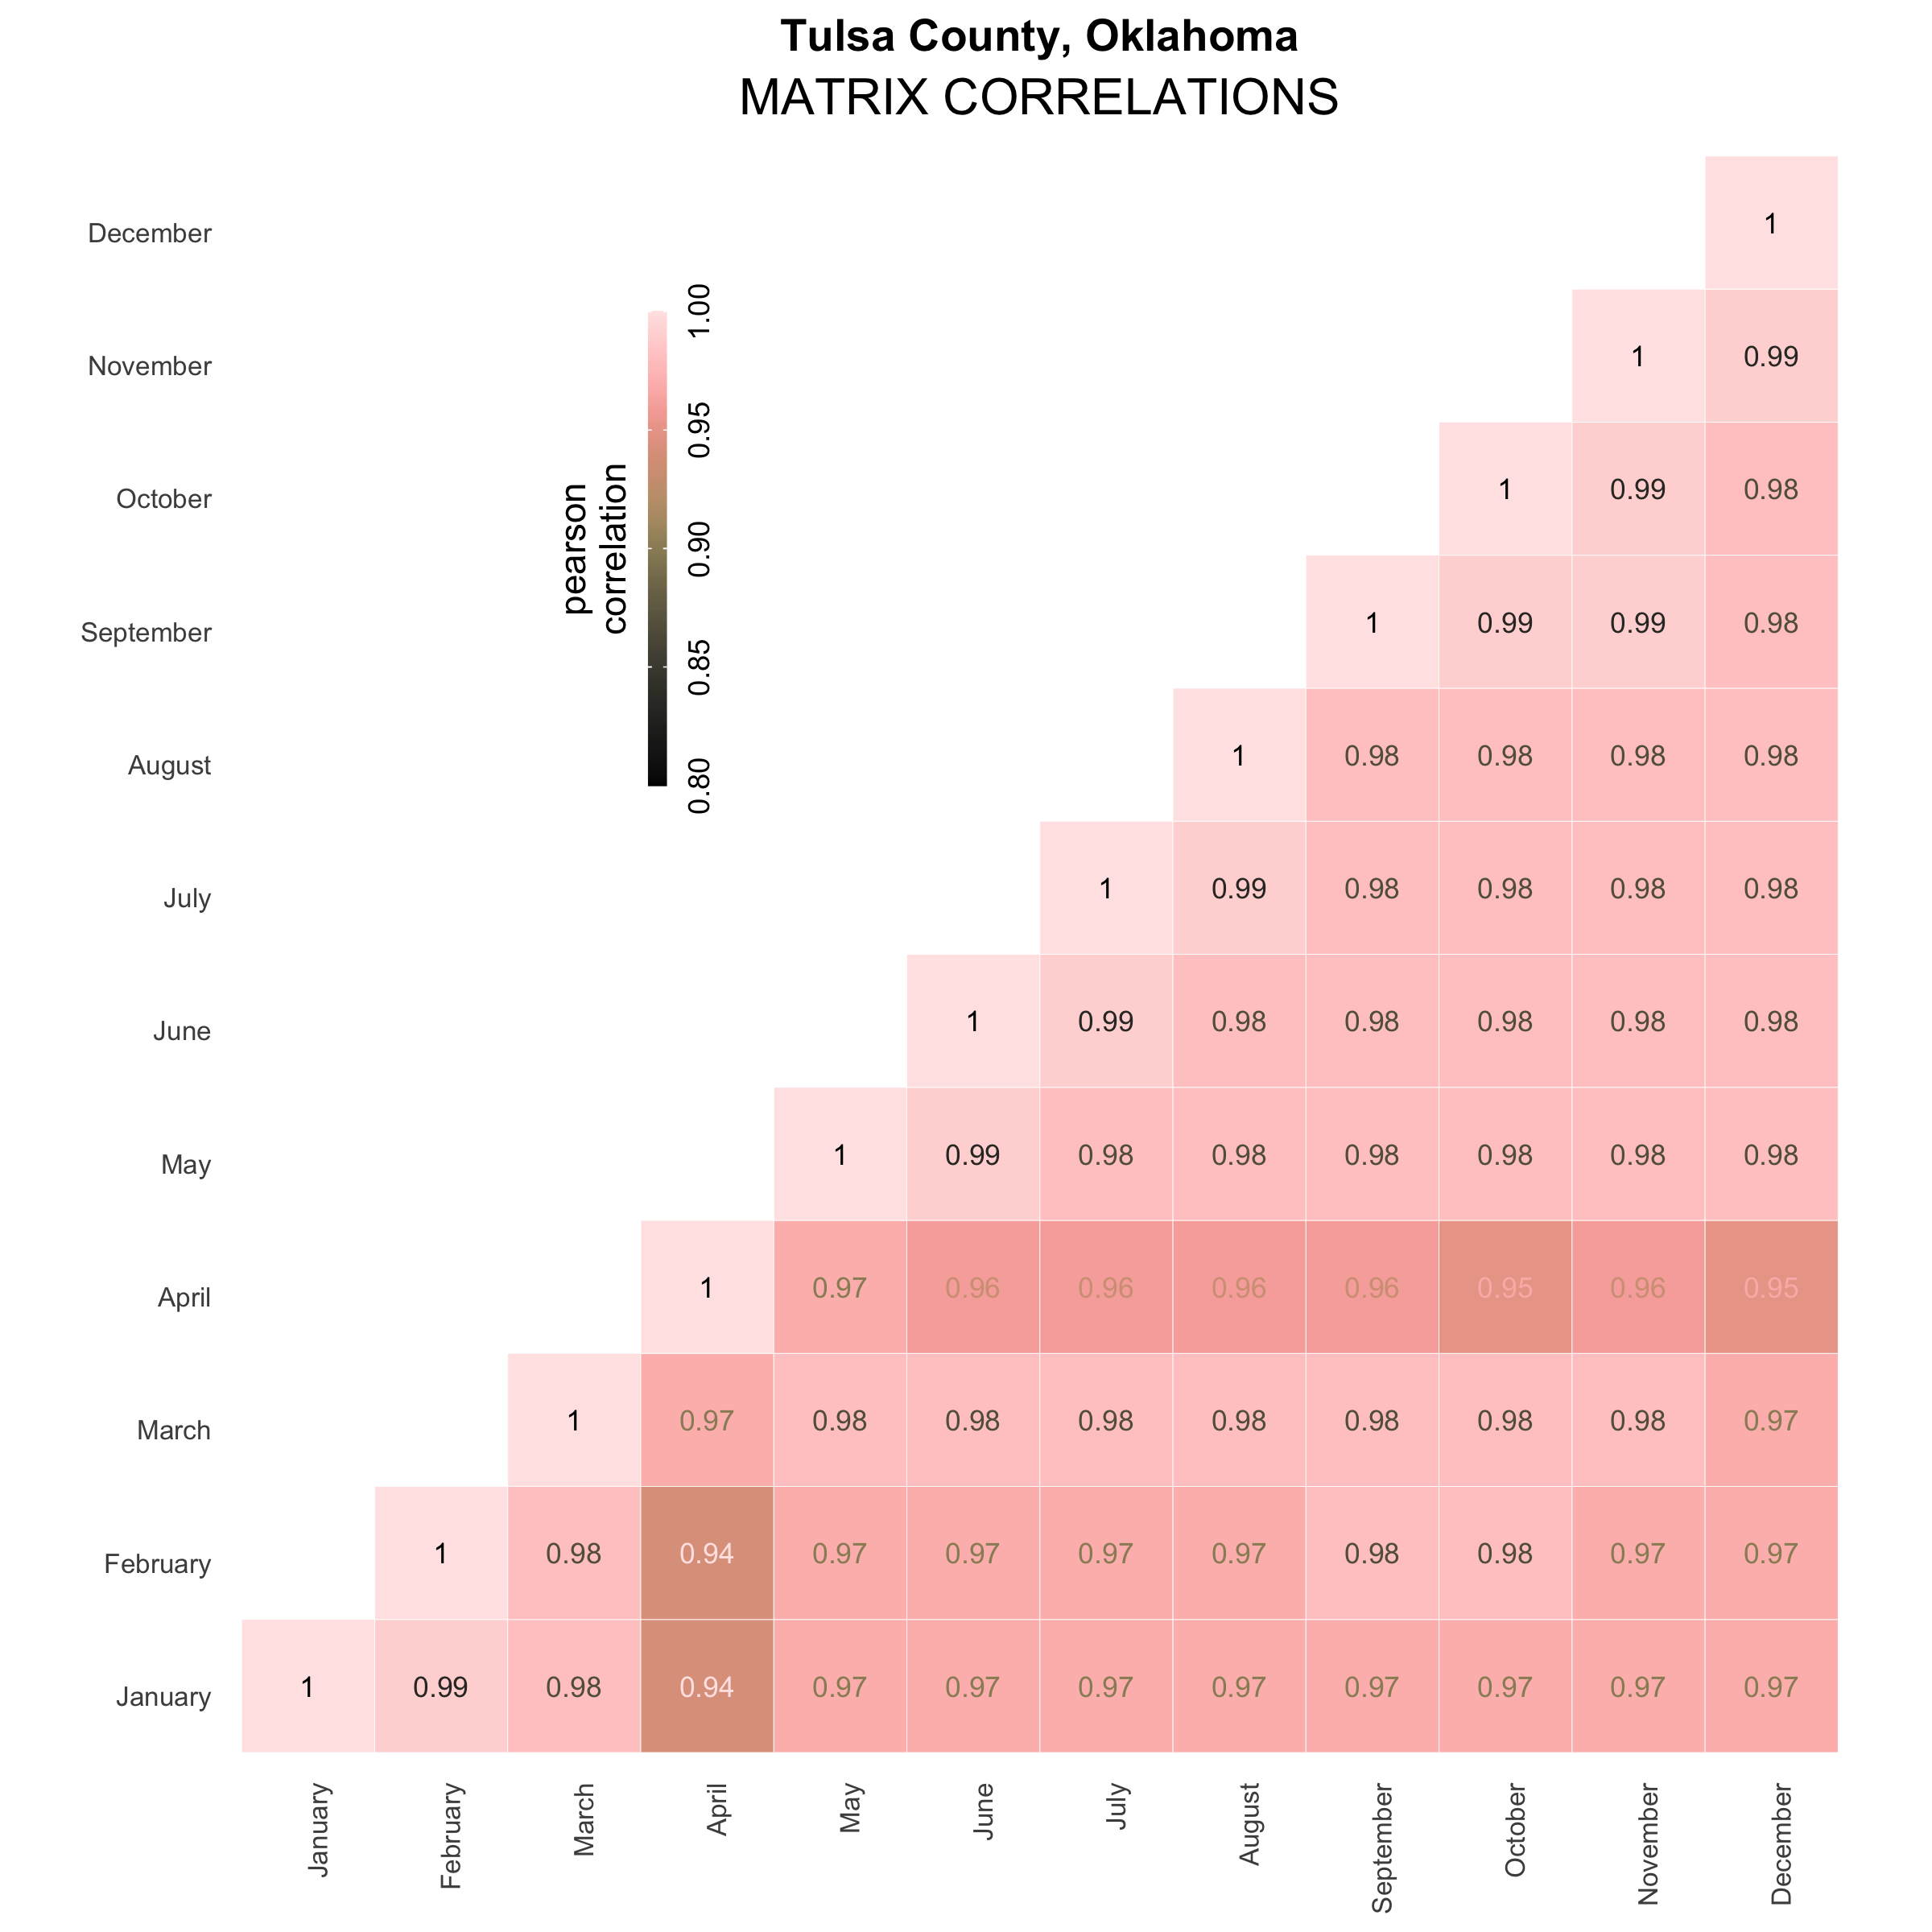 Tulsa County, Oklahoma
MATRIX CORRELATIONS
December 1
November 1 0.99
October 1 0.99 0.98
September 1 0.99 0.99 0.98
August 1 0.98 0.98 0.98 0.98
July 1 0.99 0.98 0.98 0.98 0.98
June 1 0.99 0.98 0.98 0.98 0.98 0.98
May 1 0.99 0.98 0.98 0.98 0.98 0.98 0.98
April 1 0.97 0.96 0.96 0.96 0.96 0.95 0.96 0.95
March 1 0.97 0.98 0.98 0.98 0.98 0.98 0.98 0.98 0.97
February 1 0.98 0.94 0.97 0.97 0.97 0.97 0.98 0.98 0.97 0.97
January 1 0.99 0.98 0.94 0.97 0.97 0.97 0.97 0.97 0.97 0.97 0.97
January February March April May June July August September October November December
pearson
correlation
0.80 0.85 0.90 0.95 1.00